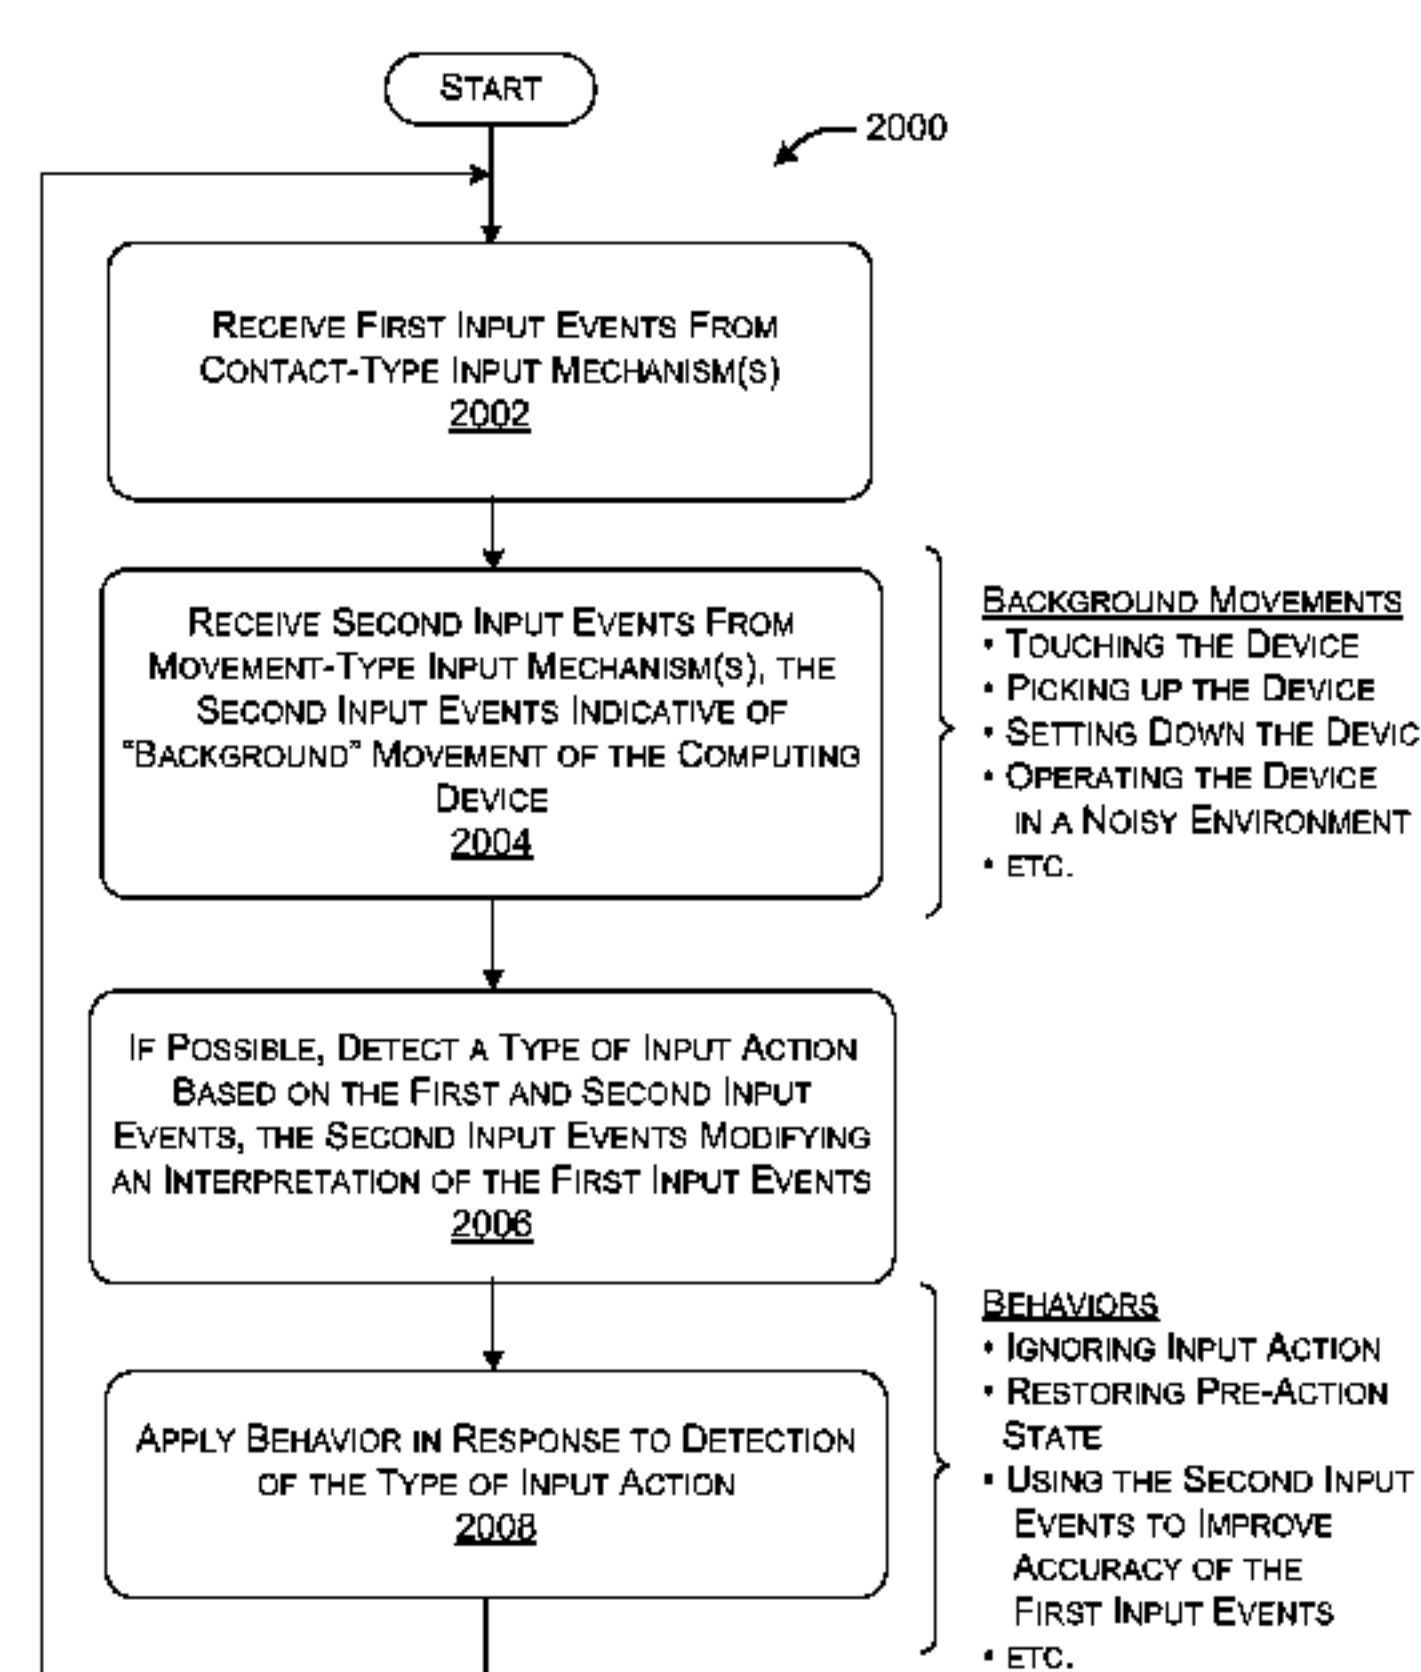 START
2000
RECEIVE FIRST INPUT EVENTS FROM
CONTACT-TYPE INPUT MECHANISM(S)
2002
RECEIVE SECOND INPUT EVENTS FROM
MOVEMENT-TYPE INPUT MECHANISM(S), THE
SECOND INPUT EVENTS INDICATIVE OF
"BACKGROUND" MOVEMENT OF THE COMPUTING
DEVICE
2004
BACKGROUND MOVEMENTS
• TOUCHING THE DEVICE
• PICKING UP THE DEVICE
• SETTING DOWN THE DEVIC
• OPERATING THE DEVICE
IN A NOISY ENVIRONMENT
• ETC.
IF POSSIBLE, DETECT A TYPE OF INPUT ACTION
BASED ON THE FIRST AND SECOND INPUT
EVENTS, THE SECOND INPUT EVENTS MODIFYING
AN INTERPRETATION OF THE FIRST INPUT EVENTS
2006
APPLY BEHAVIOR IN RESPONSE TO DETECTION
OF THE TYPE OF INPUT ACTION
2008
BEHAVIORS
• IGNORING INPUT ACTION
• RESTORING PRE-ACTION
STATE
• USING THE SECOND INPUT
EVENTS TO IMPROVE
ACCURACY OF THE
FIRST INPUT EVENTS
• ETC.